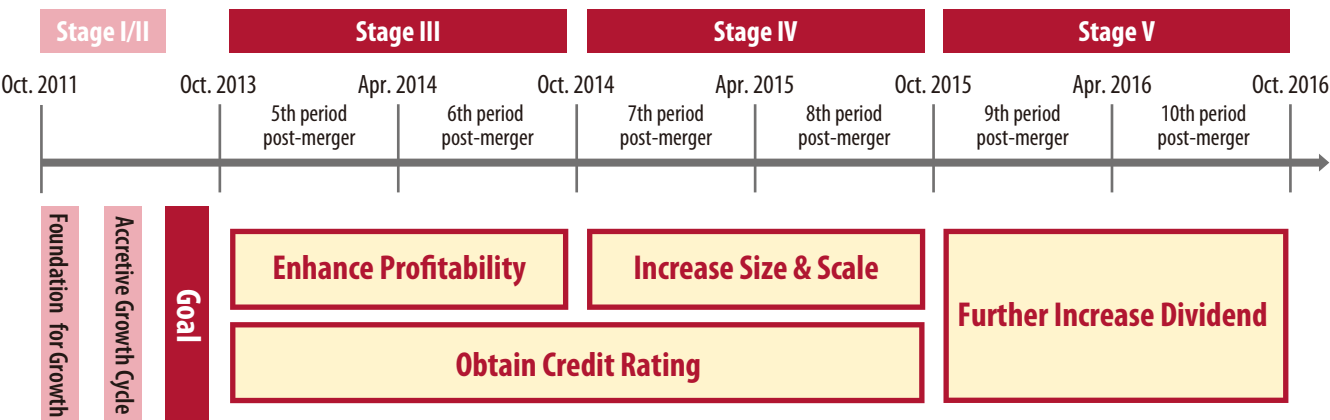 Stage I/II
Stage III
Stage IV
Stage V
Oct. 2011
Oct. 2013
Apr. 2014
Oct. 2014
Apr. 2015
Oct. 2015
Apr. 2016
Oct. 2016
5th period
post-merger
6th period
post-merger
7th period
post-merger
8th period
post-merger
9th period
post-merger
10th period
post-merger
Foundation for Growth
Accretive Growth Cycle
Goal
Enhance Profitability
Increase Size & Scale
Obtain Credit Rating
Further Increase Dividend